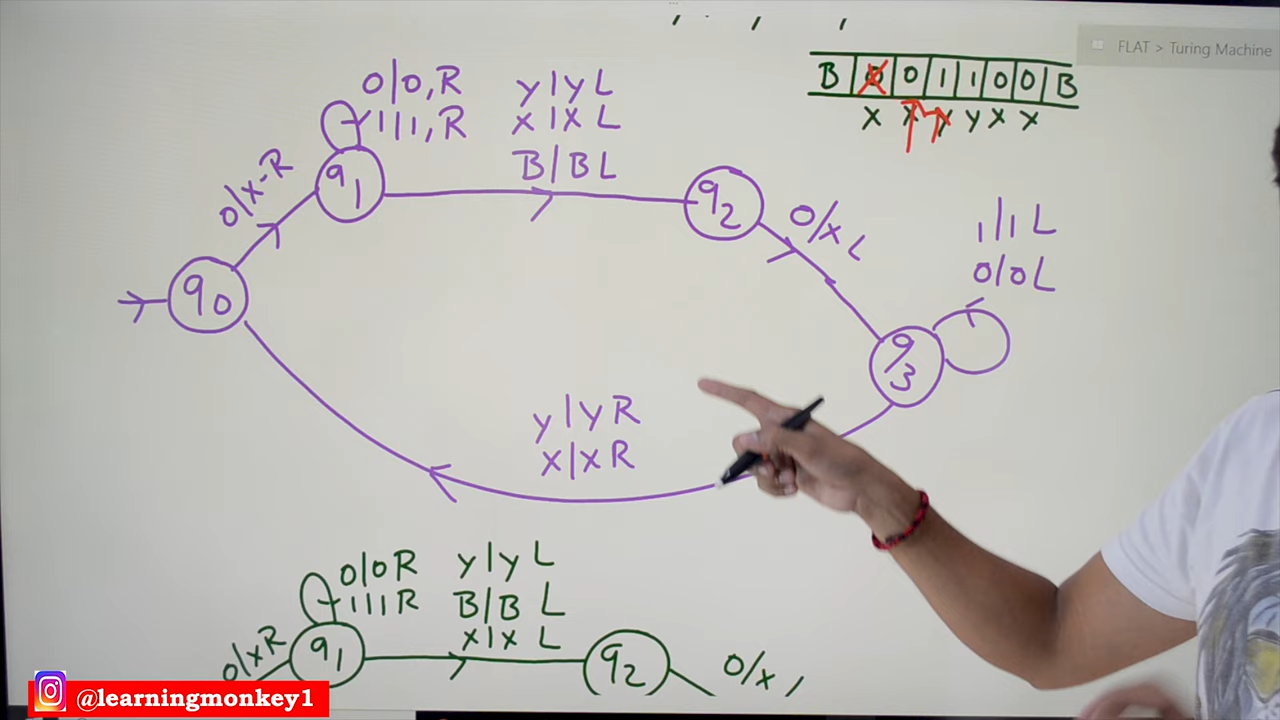 FLAT > Turing Machine
B 0 0 1 1 0 0 B
X X Y Y X X
0/0, R
1/1, R
y/y L
x/x L
B/B L
0/x-R
q1
q2
0/x L
1/1 L
0/0 L
q0
q3
y/y R
x/x R
0/0 R
1/1 R
y/y L
B/B L
x/x L
0/x R
q1
q2
0/x
@learningmonkey1